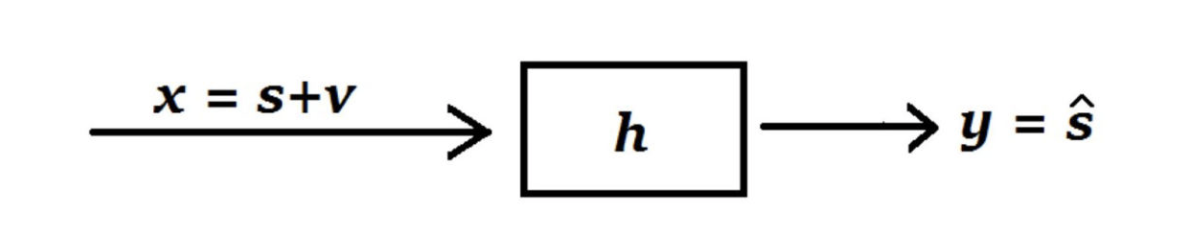 x = s+v
h
y = ŝ